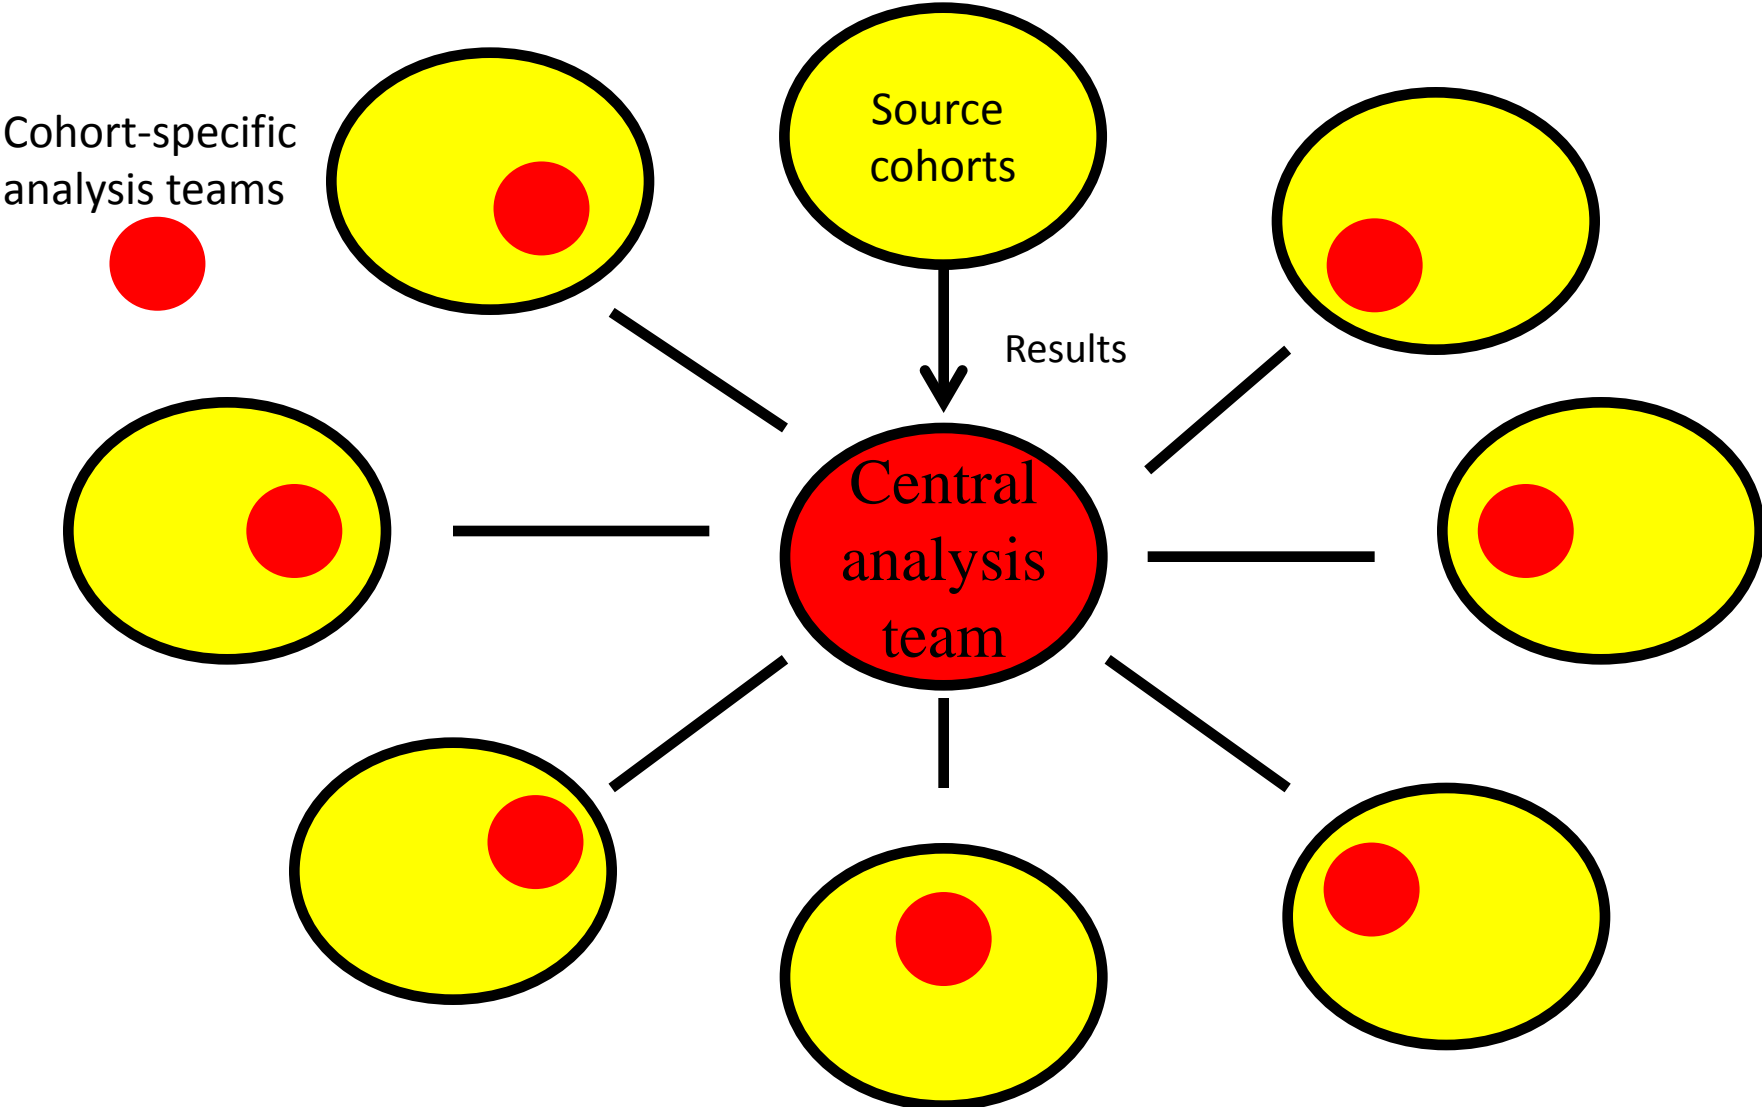 Cohort-specific
analysis teams
Source
cohorts
Results
Central
analysis
team